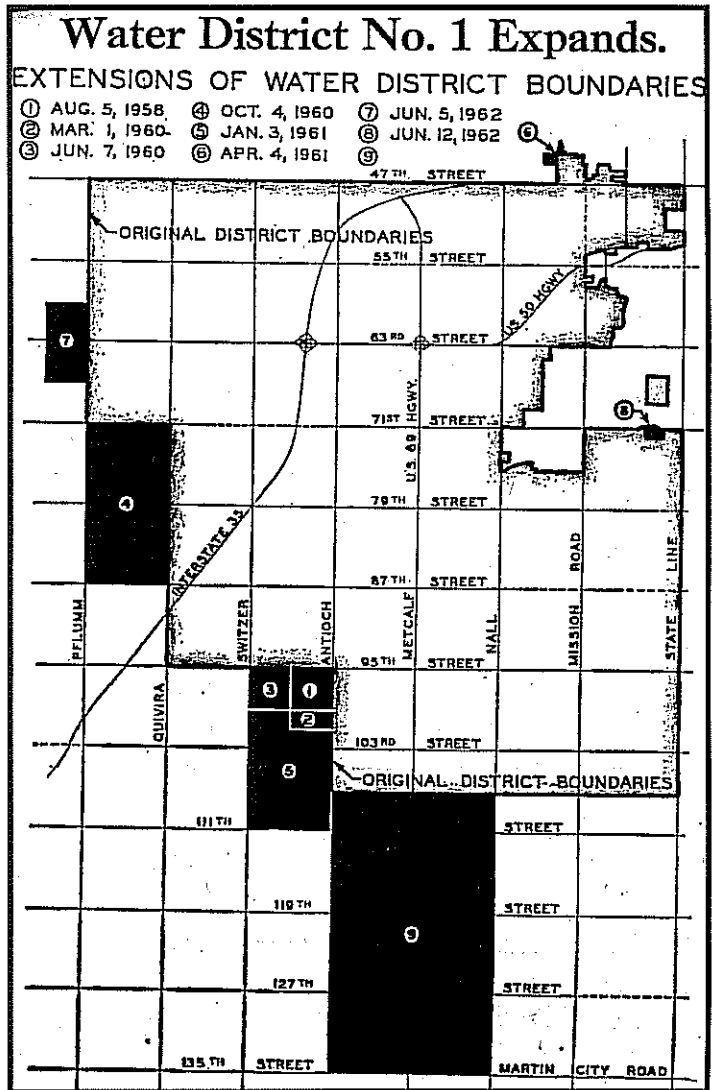 Water District No. 1 Expands.
EXTENSIONS OF WATER DISTRICT BOUNDARIES
① AUG. 5, 1958 ④ OCT. 4, 1960 ⑦ JUN. 5, 1962
② MAR. 1, 1960 ⑤ JAN. 3, 1961 ⑧ JUN. 12, 1962
③ JUN. 7, 1960 ⑥ APR. 4, 1961 ⑨
⑥
47TH STREET
ORIGINAL DISTRICT BOUNDARIES
55TH STREET
U.S. 50 HGWY.
⑦
63RD STREET
⑧
71ST STREET
U.S. 69 HGWY.
④
79TH STREET
INTERSTATE 35
87TH STREET
PFLUMM
QUIVIRA
SWITZER
ANTIOCH
METCALF
NALL
MISSION ROAD
STATE LINE
95TH STREET
③ ①
②
103RD STREET
⑤
ORIGINAL DISTRICT BOUNDARIES
111TH STREET
119TH STREET
⑨
127TH STREET
135TH STREET MARTIN CITY ROAD